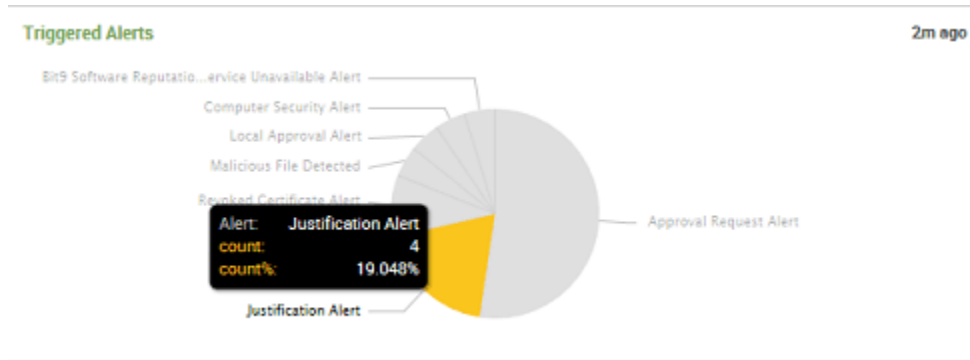 Triggered Alerts
2m ago
Bit9 Software Reputatio...ervice Unavailable Alert
Computer Security Alert
Local Approval Alert
Malicious File Detected
Revoked Certificate Alert
Approval Request Alert
Alert: Justification Alert
count: 4
count%: 19.048%
Justification Alert